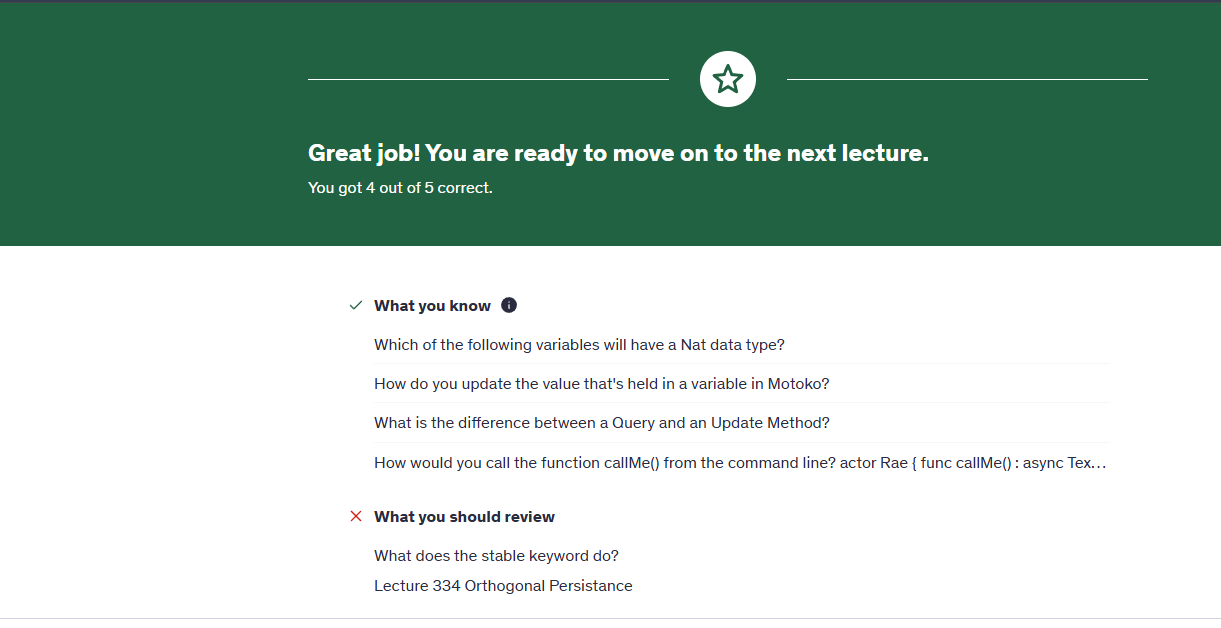 Great job! You are ready to move on to the next lecture.
You got 4 out of 5 correct.
What you know
Which of the following variables will have a Nat data type?
How do you update the value that's held in a variable in Motoko?
What is the difference between a Query and an Update Method?
How would you call the function callMe() from the command line? actor Rae { func callMe() : async Tex…
What you should review
What does the stable keyword do?
Lecture 334 Orthogonal Persistance